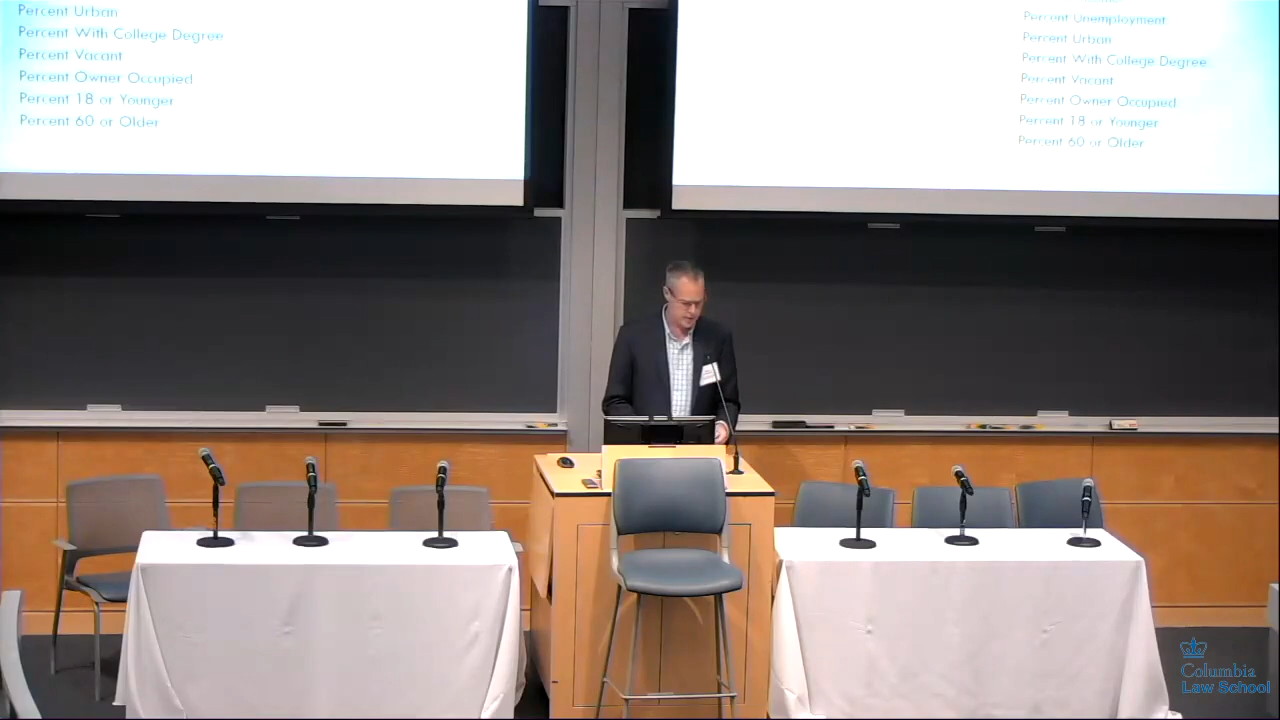 Percent Urban
Percent With College Degree
Percent Vacant
Percent Owner Occupied
Percent 18 or Younger
Percent 60 or Older
Percent Unemployment
Percent Urban
Percent With College Degree
Percent Vacant
Percent Owner Occupied
Percent 18 or Younger
Percent 60 or Older
Columbia
Law School